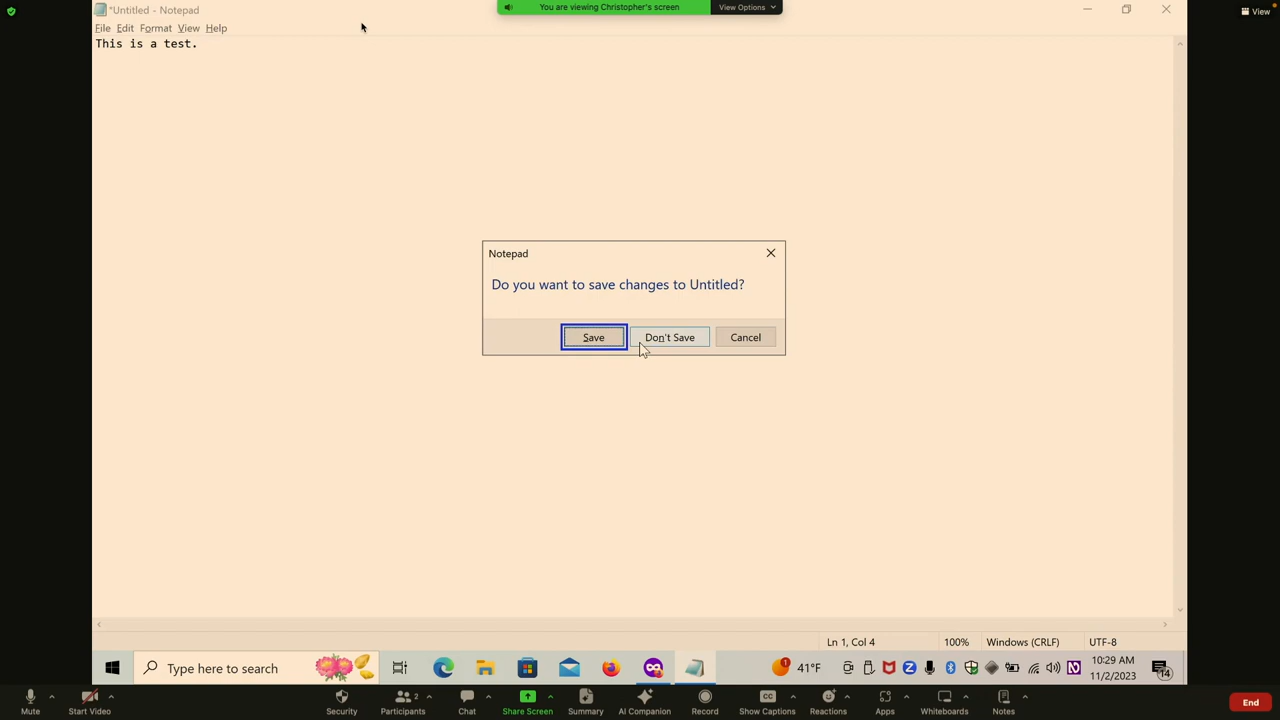 *Untitled - Notepad
You are viewing Christopher's screen
View Options
View
File Edit Format View Help
This is a test.
Notepad
Do you want to save changes to Untitled?
Save Don't Save Cancel
Ln 1, Col 4 100% Windows (CRLF) UTF-8
Type here to search
1
41°F
Z
10:29 AM
11/2/2023
14
Mute Start Video Security Participants 2 Chat Share Screen Summary AI Companion Record Show Captions Reactions Apps Whiteboards Notes End